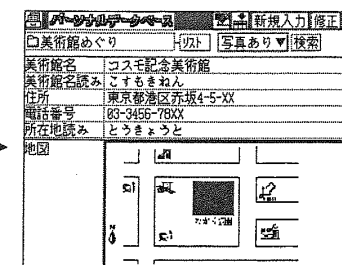 パーソナルデータベース 新規入力 修正
美術館めぐり リスト 写真あり▼ 検索
美術館名 コスモ記念美術館
美術館名読み こすもきねん
住所 東京都港区赤坂4-5-XX
電話番号 03-3456-78XX
所在地読み とうきょうと
地図